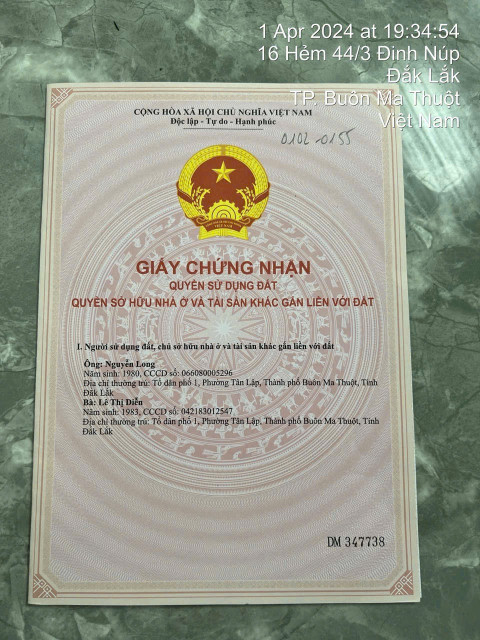 1 Apr 2024 at 19:34:54
16 Hẻm 44/3 Đinh Núp
Đắk Lắk
TP. Buôn Ma Thuột
Việt Nam
CỘNG HÒA XÃ HỘI CHỦ NGHĨA VIỆT NAM
Độc lập - Tự do - Hạnh phúc
0102-0155
VIỆT NAM
GIẤY CHỨNG NHẬN
QUYỀN SỬ DỤNG ĐẤT
QUYỀN SỞ HỮU NHÀ Ở VÀ TÀI SẢN KHÁC GẮN LIỀN VỚI ĐẤT
I. Người sử dụng đất, chủ sở hữu nhà ở và tài sản khác gắn liền với đất
Ông: Nguyễn Long
Năm sinh: 1980, CCCD số: 066080005296
Địa chỉ thường trú: Tổ dân phố 1, Phường Tân Lập, Thành phố Buôn Ma Thuột, Tỉnh
Đắk Lắk
Bà: Lê Thị Diễn
Năm sinh: 1983, CCCD số: 042183012547
Địa chỉ thường trú: Tổ dân phố 1, Phường Tân Lập, Thành phố Buôn Ma Thuột, Tỉnh
Đắk Lắk
DM 347738